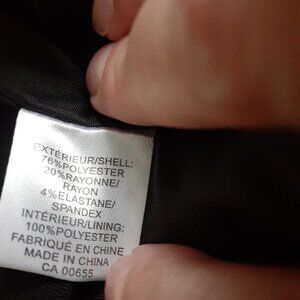 EXTÉRIEUR/SHELL:
76%POLYESTER
20%RAYONNE/
RAYON
4%ELASTANE/
SPANDEX
INTÉRIEUR/LINING:
100%POLYESTER
FABRIQUÉ EN CHINE
MADE IN CHINA
CA 00655